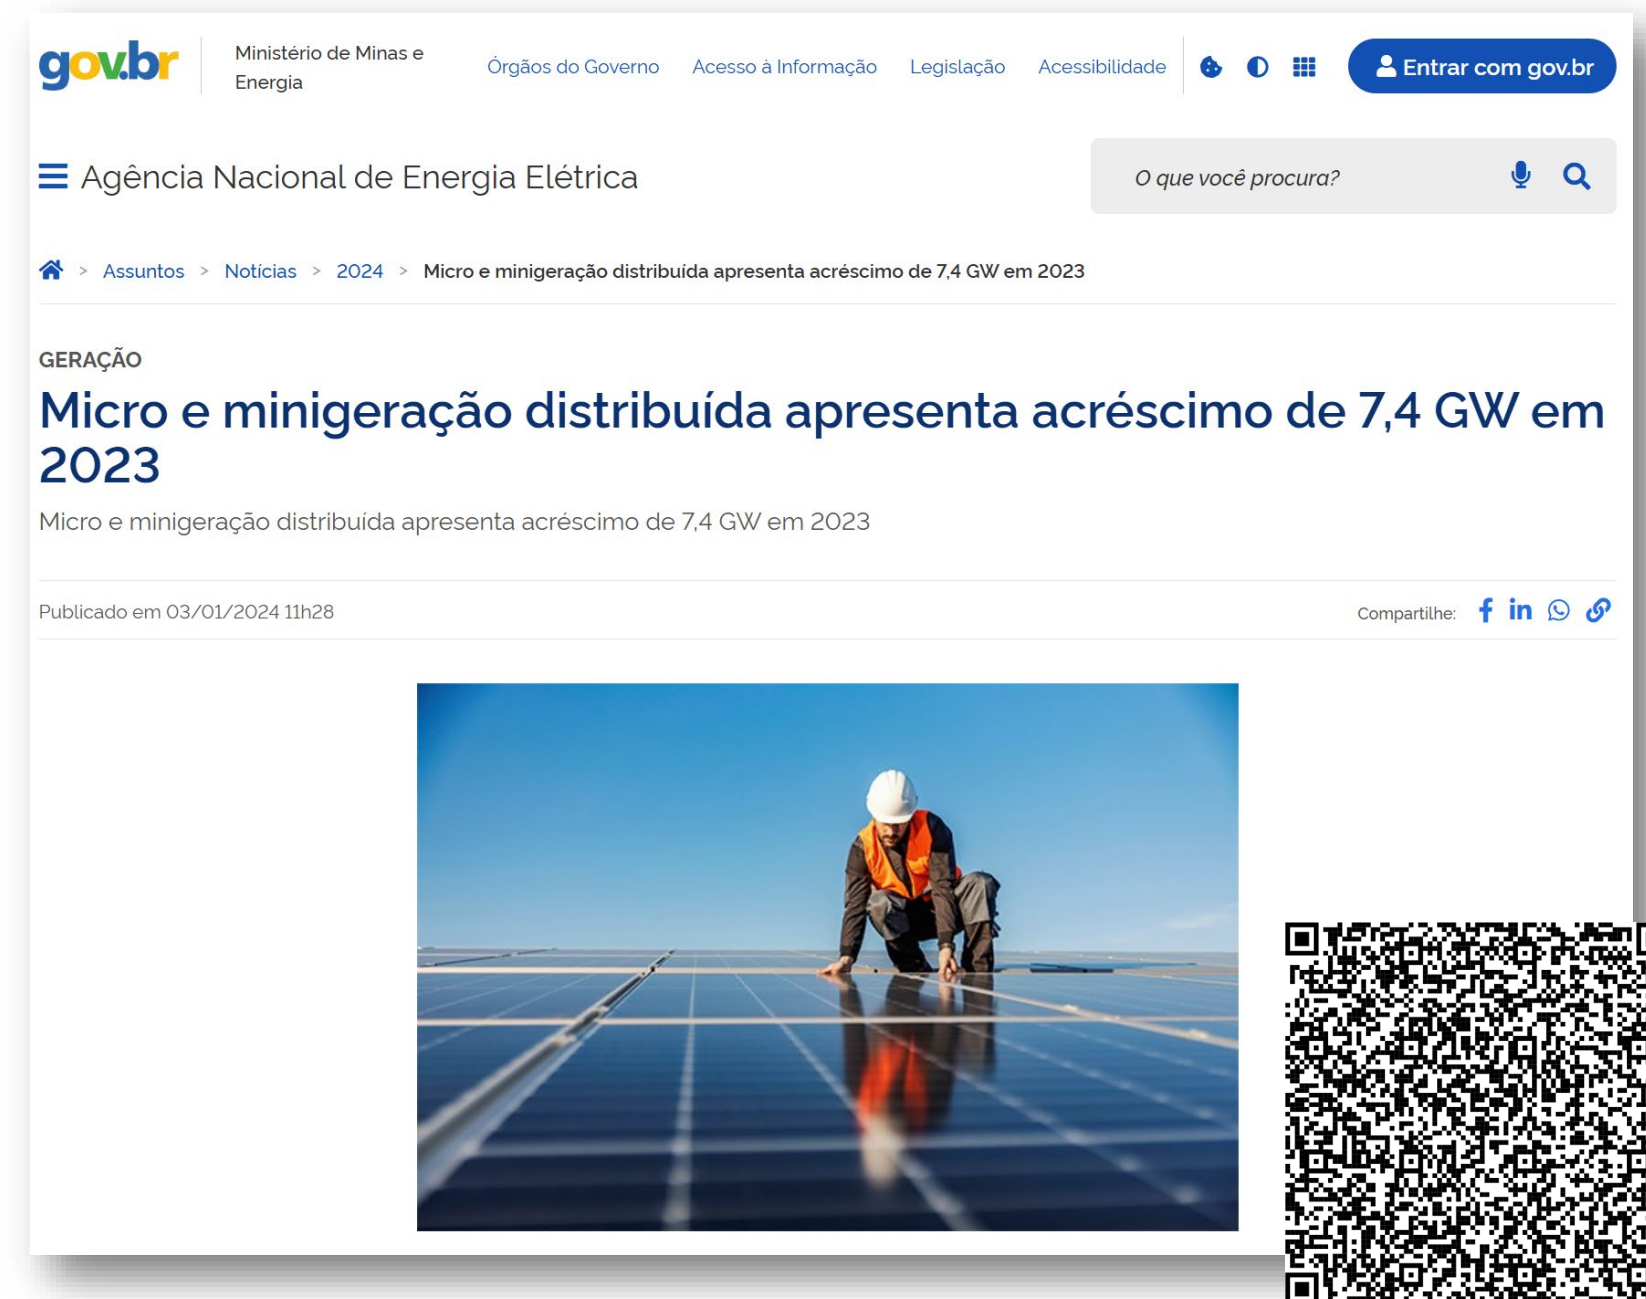 gov.br
Ministério de Minas e
Energia
Órgãos do Governo
Acesso à Informação
Legislação
Acessibilidade
Entrar com gov.br
Agência Nacional de Energia Elétrica
O que você procura?
> Assuntos > Notícias > 2024 > Micro e minigeração distribuída apresenta acréscimo de 7,4 GW em 2023
GERAÇÃO
Micro e minigeração distribuída apresenta acréscimo de 7,4 GW em
2023
Micro e minigeração distribuída apresenta acréscimo de 7,4 GW em 2023
Publicado em 03/01/2024 11h28
Compartilhe: